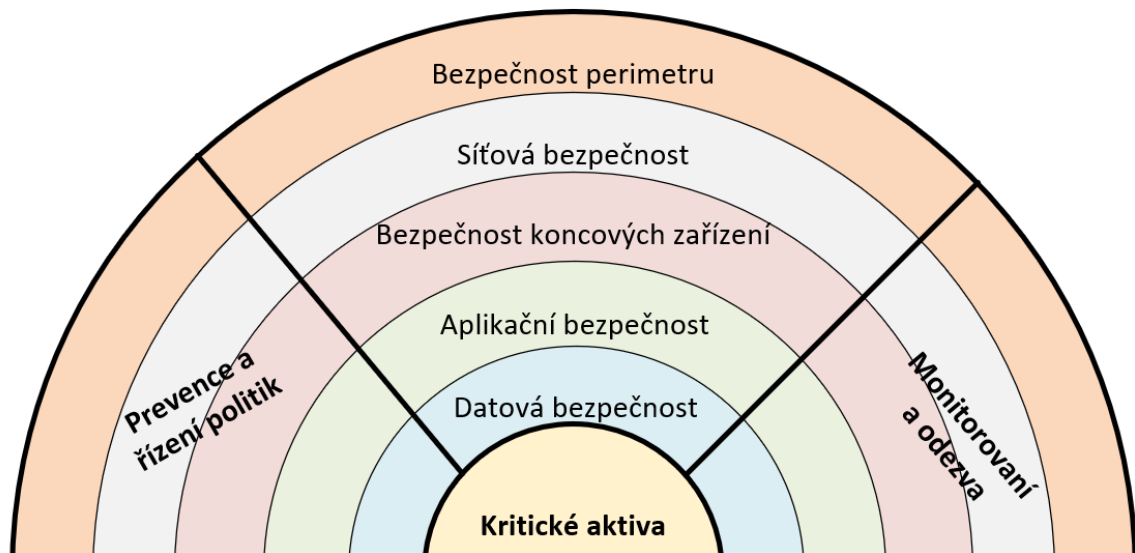 Bezpečnost perimetru
Síťová bezpečnost
Bezpečnost koncových zařízení
Aplikační bezpečnost
Datová bezpečnost
Kritické aktiva
Prevence a
řízení politik
Monitorovaní
a odezva